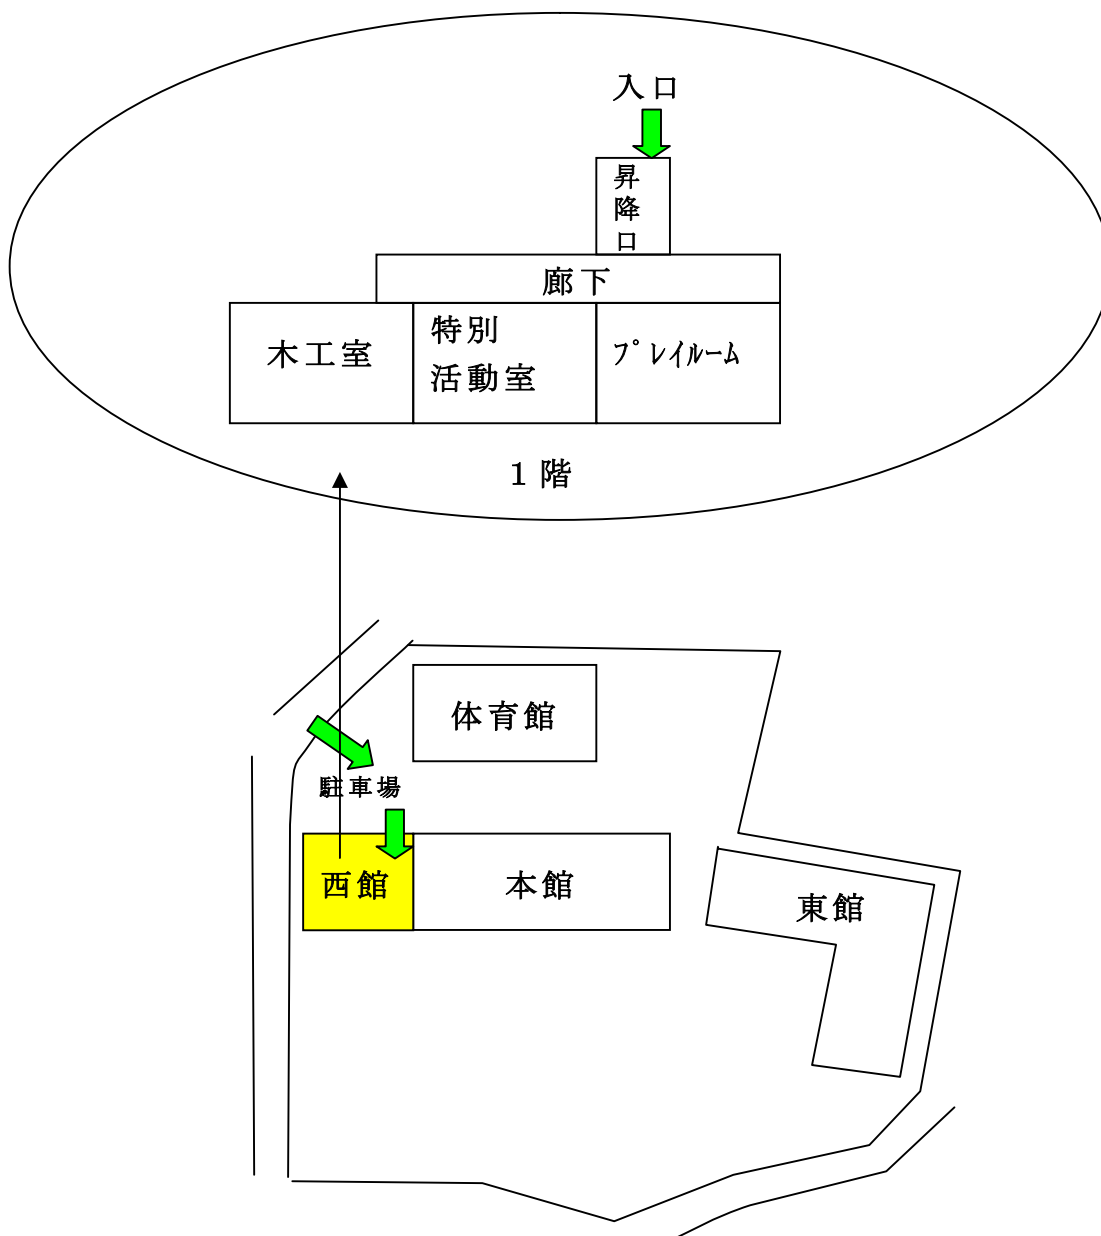 入口
昇
降
口
廊下
木工室
特別
活動室
ﾌﾟﾚｲﾙｰﾑ
１階
体育館
駐車場
西館
本館
東館